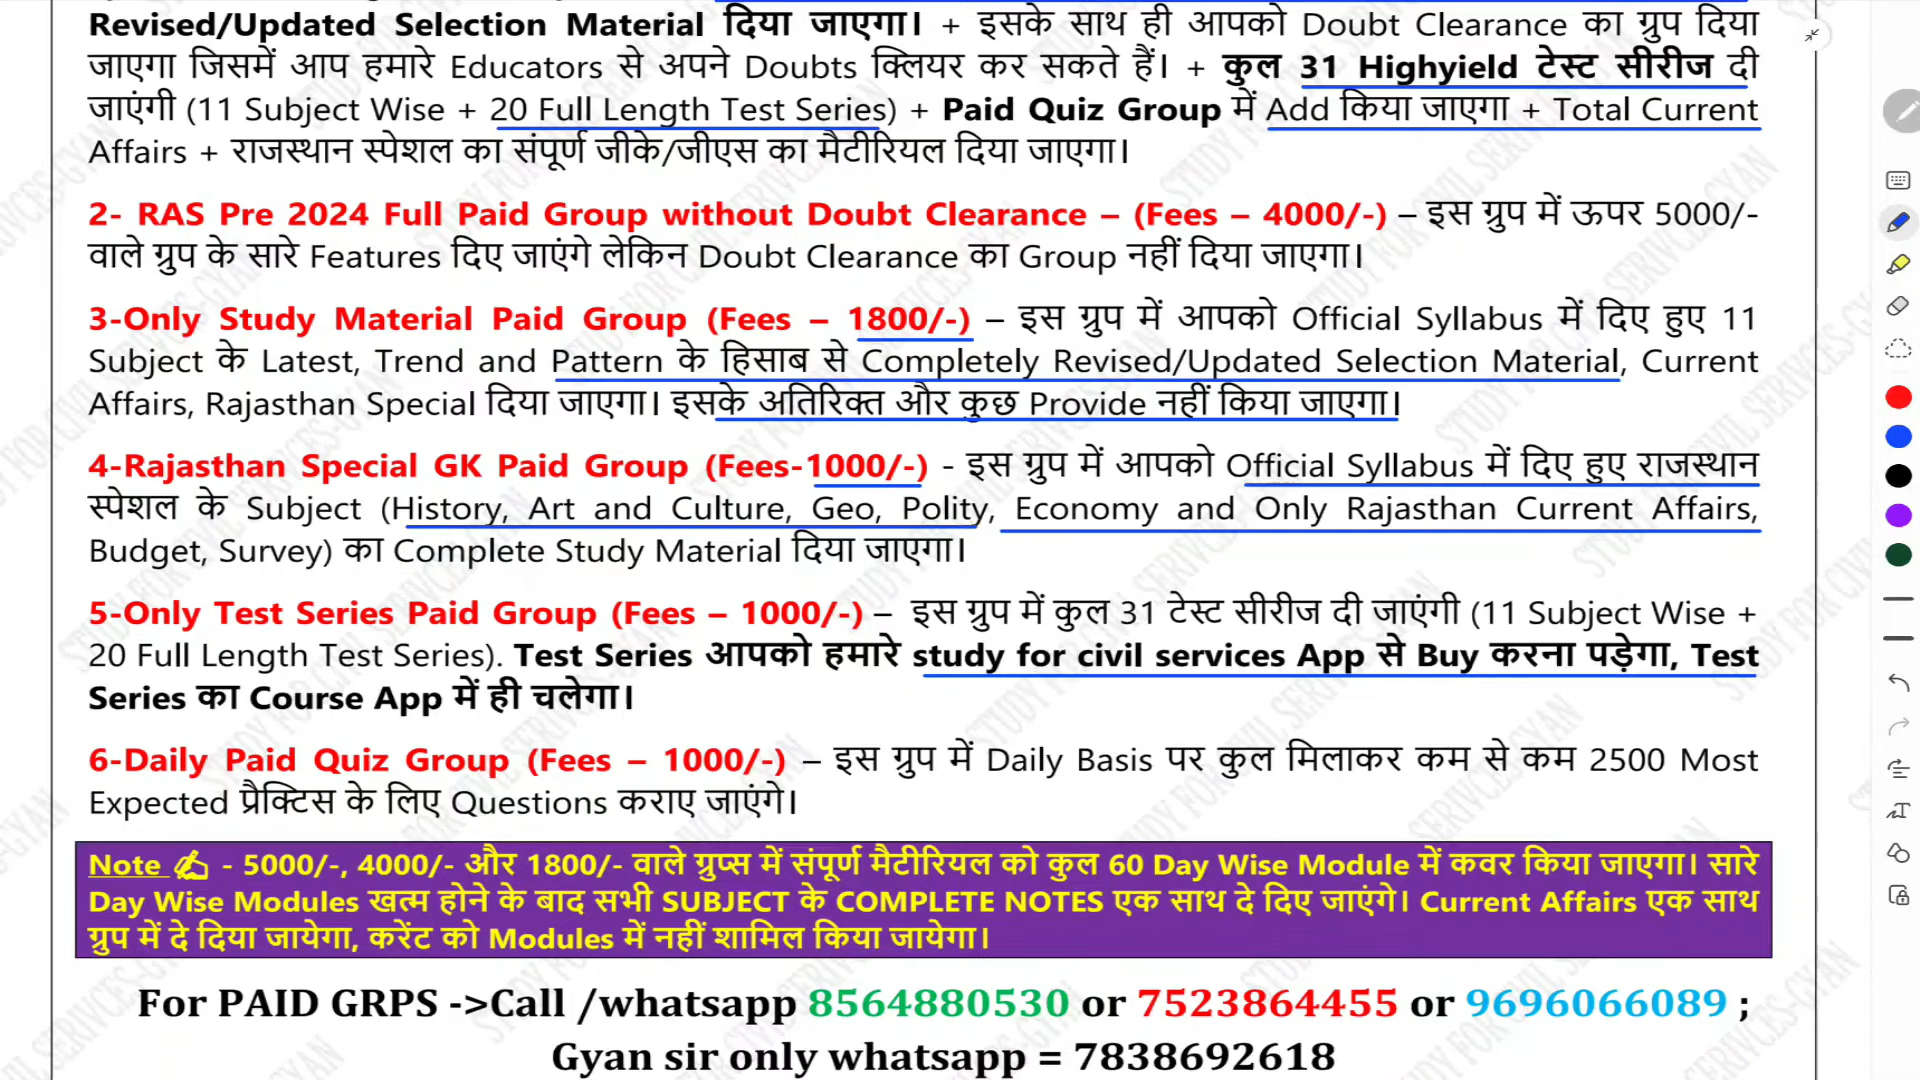 Revised/Updated Selection Material दिया जाएगा। + इसके साथ ही आपको Doubt Clearance का ग्रुप दिया
जाएगा जिसमें आप हमारे Educators से अपने Doubts क्लियर कर सकते हैं। + कुल 31 Highyield टेस्ट सीरीज दी
जाएंगी (11 Subject Wise + 20 Full Length Test Series) + Paid Quiz Group में Add किया जाएगा + Total Current
Affairs + राजस्थान स्पेशल का संपूर्ण जीके/जीएस का मैटीरियल दिया जाएगा।
2- RAS Pre 2024 Full Paid Group without Doubt Clearance – (Fees – 4000/-) – इस ग्रुप में ऊपर 5000/-
वाले ग्रुप के सारे Features दिए जाएंगे लेकिन Doubt Clearance का Group नहीं दिया जाएगा।
3-Only Study Material Paid Group (Fees – 1800/-) – इस ग्रुप में आपको Official Syllabus में दिए हुए 11
Subject के Latest, Trend and Pattern के हिसाब से Completely Revised/Updated Selection Material, Current
Affairs, Rajasthan Special दिया जाएगा। इसके अतिरिक्त और कुछ Provide नहीं किया जाएगा।
4-Rajasthan Special GK Paid Group (Fees-1000/-) - इस ग्रुप में आपको Official Syllabus में दिए हुए राजस्थान
स्पेशल के Subject (History, Art and Culture, Geo, Polity, Economy and Only Rajasthan Current Affairs,
Budget, Survey) का Complete Study Material दिया जाएगा।
5-Only Test Series Paid Group (Fees – 1000/-) – इस ग्रुप में कुल 31 टेस्ट सीरीज दी जाएंगी (11 Subject Wise +
20 Full Length Test Series). Test Series आपको हमारे study for civil services App से Buy करना पड़ेगा, Test
Series का Course App में ही चलेगा।
6-Daily Paid Quiz Group (Fees – 1000/-) – इस ग्रुप में Daily Basis पर कुल मिलाकर कम से कम 2500 Most
Expected प्रैक्टिस के लिए Questions कराए जाएंगे।
Note ✍ - 5000/-, 4000/- और 1800/- वाले ग्रुप्स में संपूर्ण मैटीरियल को कुल 60 Day Wise Module में कवर किया जाएगा। सारे
Day Wise Modules खत्म होने के बाद सभी SUBJECT के COMPLETE NOTES एक साथ दे दिए जाएंगे। Current Affairs एक साथ
ग्रुप में दे दिया जायेगा, करेंट को Modules में नहीं शामिल किया जायेगा।
For PAID GRPS ->Call /whatsapp 8564880530 or 7523864455 or 9696066089 ;
Gyan sir only whatsapp = 7838692618